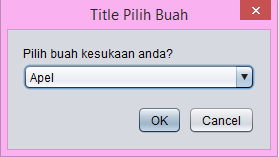 Title Pilih Buah
Pilih buah kesukaan anda?
Apel
OK Cancel